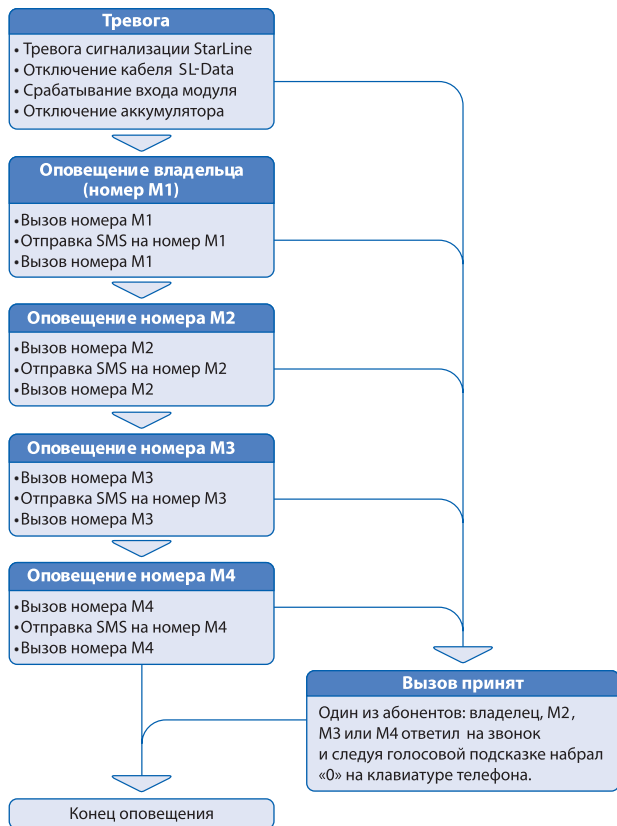 Тревога
• Тревога сигнализации StarLine
• Отключение кабеля SL-Data
• Срабатывание входа модуля
• Отключение аккумулятора
Оповещение владельца
(номер М1)
• Вызов номера М1
• Отправка SMS на номер М1
• Вызов номера М1
Оповещение номера М2
• Вызов номера М2
• Отправка SMS на номер М2
• Вызов номера М2
Оповещение номера М3
• Вызов номера М3
• Отправка SMS на номер М3
• Вызов номера М3
Оповещение номера М4
• Вызов номера М4
• Отправка SMS на номер М4
• Вызов номера М4
Вызов принят
Один из абонентов: владелец, М2,
М3 или М4 ответил на звонок
и следуя голосовой подсказке набрал
«0» на клавиатуре телефона.
Конец оповещения